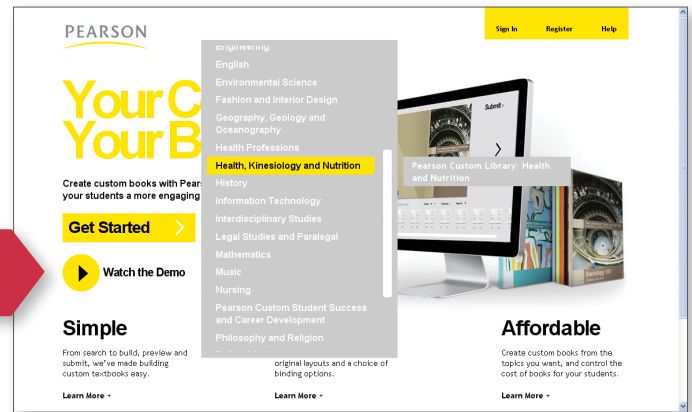 PEARSON
Sign In Register Help
Engineering
English
Environmental Science
Fashion and Interior Design
Geography, Geology and
Oceanography
Health Professions
Health, Kinesiology and Nutrition
History
Information Technology
Interdisciplinary Studies
Legal Studies and Paralegal
Mathematics
Music
Nursing
Pearson Custom Student Success
and Career Development
Philosophy and Religion
Pearson Custom Library: Health
and Nutrition
Your C
Your B
Create custom books with Pears
your students a more engaging
Get Started
Watch the Demo
Submit
Sociology 101
Simple
From search to build, preview and
submit, we've made building
custom textbooks easy.
Learn More +
original layouts and a choice of
binding options.
Learn More +
Affordable
Create custom books from the
topics you want, and control the
cost of books for your students.
Learn More +